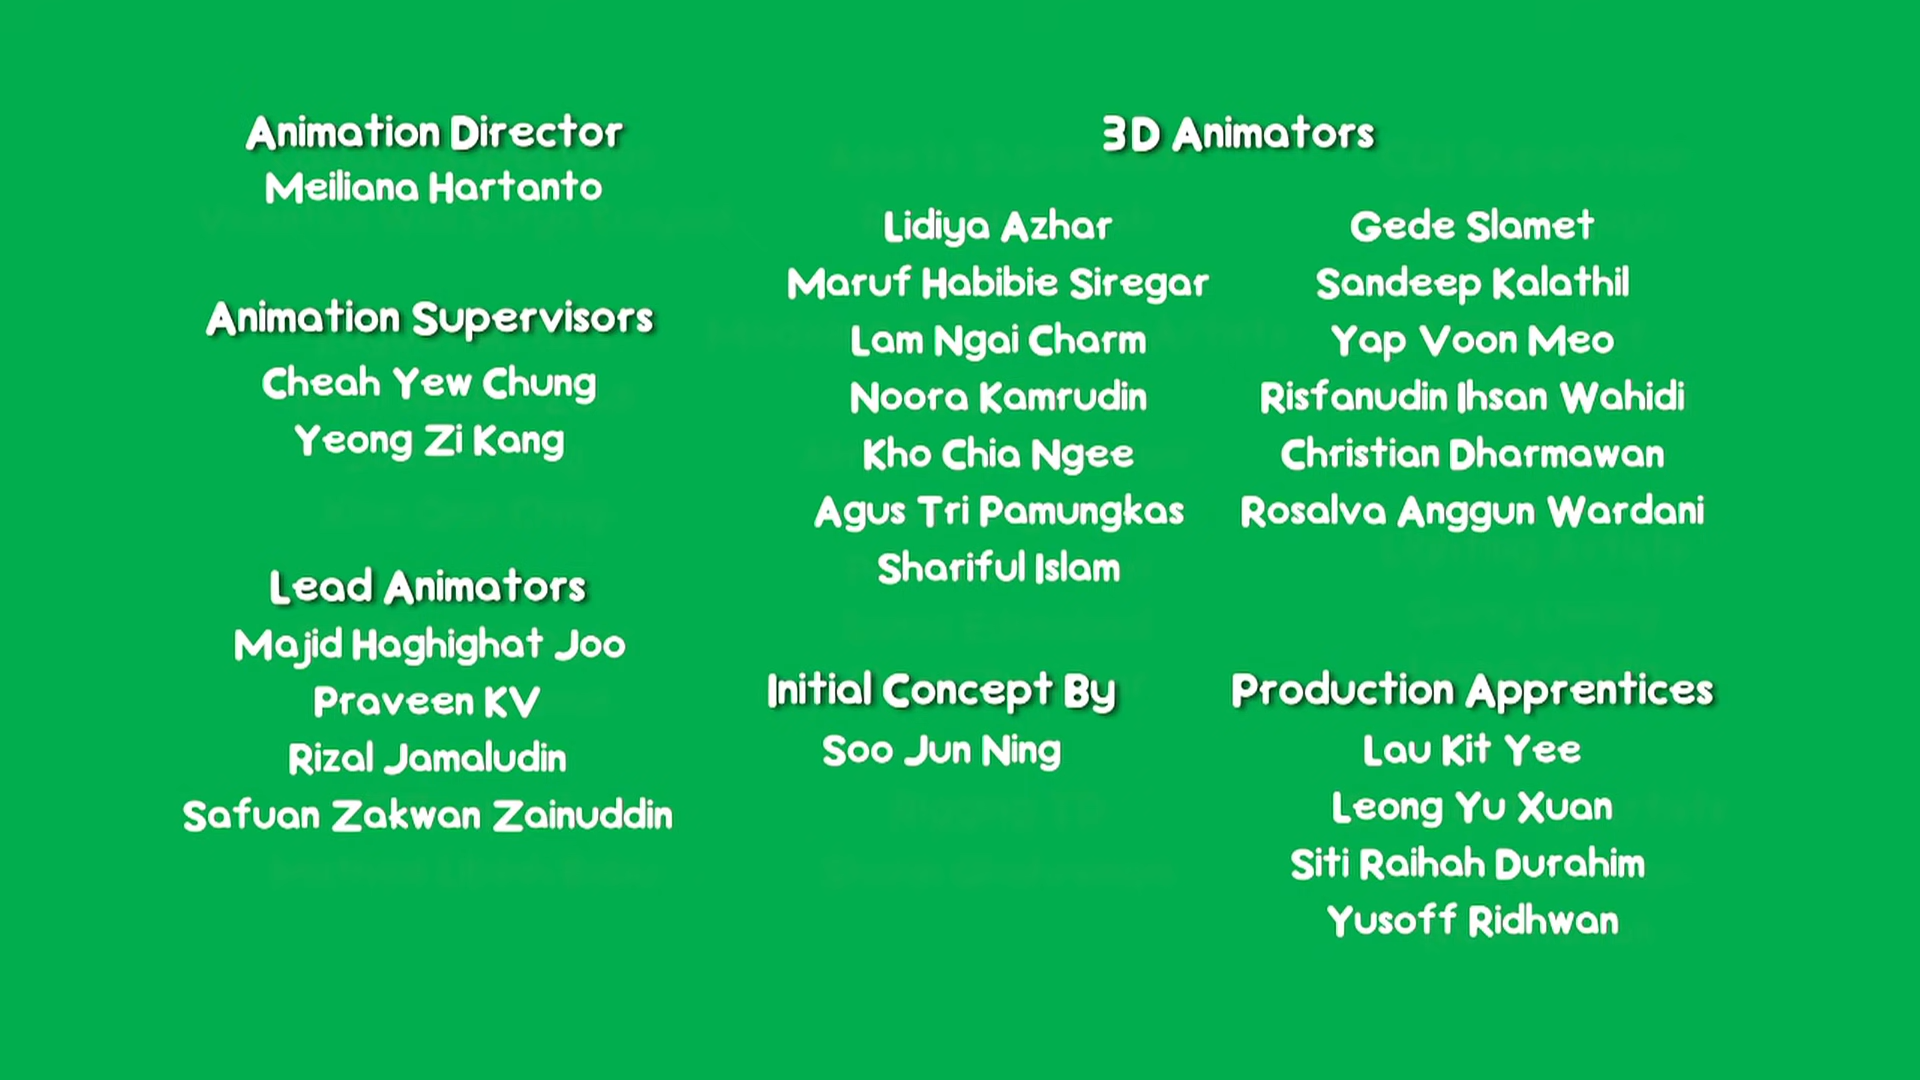 Animation Director
Meiliana Hartanto
Animation Supervisors
Cheah Yew Chung
Yeong Zi Kang
Lead Animators
Majid Haghighat Joo
Praveen KV
Rizal Jamaludin
Safuan Zakwan Zainuddin
3D Animators
Lidiya Azhar
Maruf Habibie Siregar
Lam Ngai Charm
Noora Kamrudin
Kho Chia Ngee
Agus Tri Pamungkas
Shariful Islam
Gede Slamet
Sandeep Kalathil
Yap Voon Meo
Risfanudin Ihsan Wahidi
Christian Dharmawan
Rosalva Anggun Wardani
Initial Concept By
Soo Jun Ning
Production Apprentices
Lau Kit Yee
Leong Yu Xuan
Siti Raihah Durahim
Yusoff Ridhwan